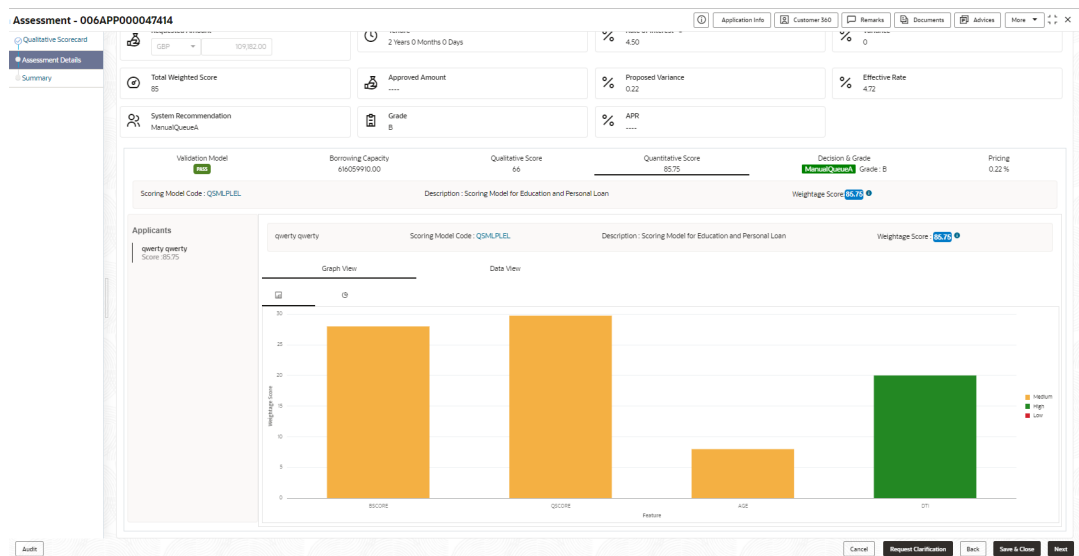 Assessment - 006APP000047414
Application Info
Customer 360
Remarks
Documents
Advices
More
Qualitative Scorecard
Assessment Details
Summary
Requested Amount
GBP
109,182.00
Tenure
2 Years 0 Months 0 Days
Rate of Interest
4.50
Variance
0
Total Weighted Score
85
Approved Amount
----
Proposed Variance
0.22
Effective Rate
4.72
System Recommendation
ManualQueueA
Grade
B
APR
----
Validation Model
PASS
Borrowing Capacity
616059910.00
Qualitative Score
66
Quantitative Score
85.75
Decision & Grade
ManualQueueA Grade : B
Pricing
0.22 %
Scoring Model Code : QSMLPLEL
Description : Scoring Model for Education and Personal Loan
Weightage Score 85.75
Applicants
qwerty qwerty
Score :85.75
qwerty qwerty
Scoring Model Code : QSMLPLEL
Description : Scoring Model for Education and Personal Loan
Weightage Score : 85.75
Graph View
Data View
30
25
20
15
10
5
0
Weightage Score
BSCORE
QSCORE
AGE
DTI
Feature
Medium
High
Low
Audit
Cancel
Request Clarification
Back
Save & Close
Next